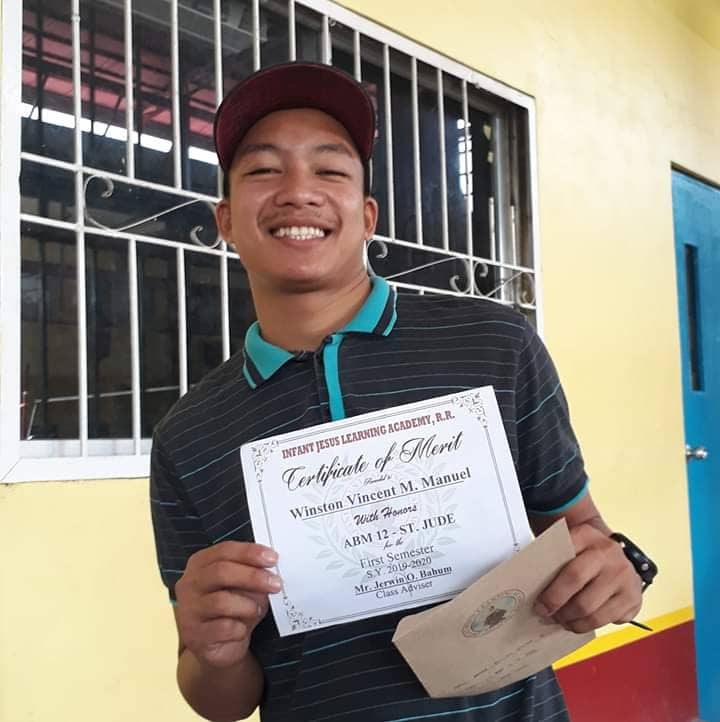 INFANT JESUS LEARNING ACADEMY, R.R.
Certificate of Merit
Awarded to
Winston Vincent M. Manuel
With Honors
ABM 12 - ST. JUDE
for the
First Semester
S.Y. 2019-2020
Mr. Jerwin O. Bahum
Class Adviser